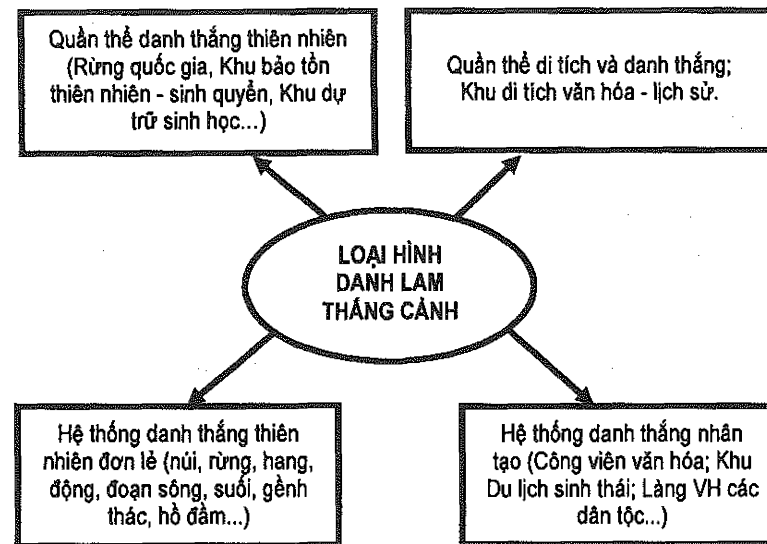 Quần thể danh thắng thiên nhiên
(Rừng quốc gia, Khu bảo tồn
thiên nhiên - sinh quyển, Khu dự
trữ sinh học...)
Quần thể di tích và danh thắng;
Khu di tích văn hóa - lịch sử.
LOẠI HÌNH
DANH LAM
THẮNG CẢNH
Hệ thống danh thắng thiên
nhiên đơn lẻ (núi, rừng, hang,
động, đoạn sông, suối, gềnh
thác, hồ đầm...)
Hệ thống danh thắng nhân
tạo (Công viên văn hóa; Khu
Du lịch sinh thái; Làng VH các
dân tộc...)